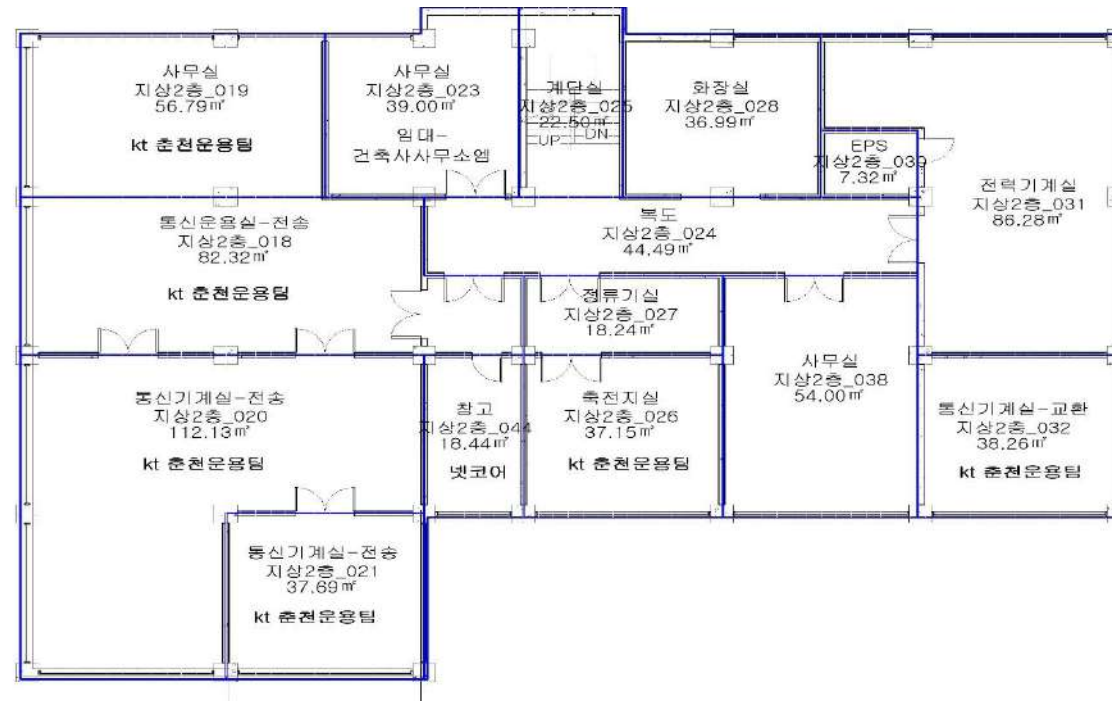 사무실
지상2층_019
56.79㎡
kt 춘천운용팀
사무실
지상2층_023
39.00㎡
임대-
건축사사무소엠
계단실
지상2층_025
22.50㎡
UP
DN
화장실
지상2층_028
36.99㎡
EPS
지상2층_030
7.32㎡
전력기계실
지상2층_031
86.28㎡
통신운용실-전송
지상2층_018
82.32㎡
kt 춘천운용팀
복도
지상2층_024
44.49㎡
정류기실
지상2층_027
18.24㎡
통신기계실-전송
지상2층_020
112.13㎡
kt 춘천운용팀
창고
지상2층_044
18.44㎡
넷코어
축전지실
지상2층_026
37.15㎡
kt 춘천운용팀
사무실
지상2층_038
54.00㎡
통신기계실-교환
지상2층_032
38.26㎡
kt 춘천운용팀
통신기계실-전송
지상2층_021
37.69㎡
kt 춘천운용팀